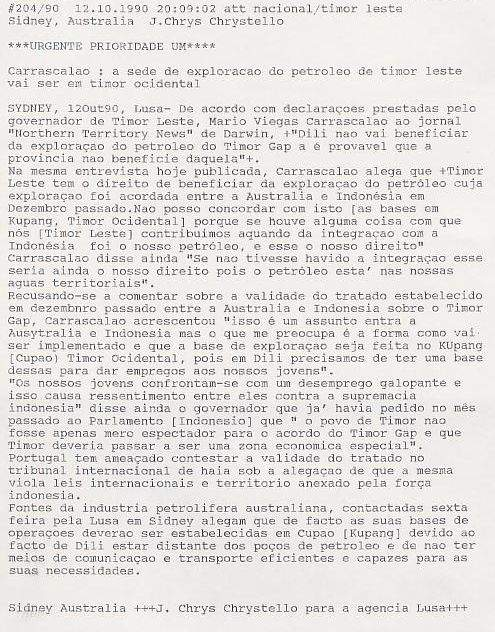 #204/90  12.10.1990 20:09:02 att nacional/timor leste
Sidney, Australia  J.Chrys Chrystello
***URGENTE PRIORIDADE UM****
Carrascalao : a sede de exploracao do petroleo de timor leste
vai ser em timor ocidental
SYDNEY, 12Out90, Lusa- De acordo com declaraçoes prestadas pelo
governador de Timor Leste, Mario Viegas Carrascalao ao jornal
"Northern Territory News" de Darwin, +"Dili nao vai beneficiar
da exploraçao do petroleo do Timor Gap a é provavel que a
provincia nao beneficie daquela"+.
Na mesma entrevista hoje publicada, Carrascalao alega que +Timor
Leste tem o direito de beneficiar da exploraçao do petróleo cuja
exploraçao foi acordada entre a Australia e Indonésia em
Dezembro passado.Nao posso concordar com isto [as bases em
Kupang, Timor Ocidental] porque se houve alguma coisa com que
nós [Timor Leste] contribuimos aquando da integraçao com a
Indonésia  foi o nosso petróleo, e esse o nosso direito"
Carrascalao disse ainda "Se nao tivesse havido a integraçao esse
seria ainda o nosso direito pois o petróleo esta' nas nossas
aguas territoriais".
Recusando-se a comentar sobre a validade do tratado estabelecido
em dezembnro passado entre a Australia e Indonesia sobre o Timor
Gap, Carrascalao acrescentou "isso é um assunto entra a
Ausytralia e Indonesia mas o que me preocupa é a forma como vai
ser implementado e que a base de exploraçao seja feita no KUpang
[Cupao) Timor Ocidental, pois em Dili precisamos de ter uma base
dessas para dar empregos aos nossos jovens".
"Os nossos jovens confrontam-se com um desemprego galopante e
isso causa ressentimento entre eles contra a supremacia
indonesia" disse ainda o governador que ja' havia pedido no mês
passado ao Parlamento [Indonesio] que " o povo de Timor nao
fosse apenas mero espectador para o acordo do Timor Gap e que
Timor deveria passar a ser uma zona economica especial".
Portugal tem ameaçado contestar a validade do tratado no
tribunal internacional de haia sob a alegaçao de que a mesma
viola leis internacionais e territorio anexado pela força
indonesia.
Fontes da industria petrolifera australiana, contactadas sexta
feira pela Lusa em Sidney alegam que de facto as suas bases de
operaçoes deverao ser estabelecidas em Cupao [Kupang] devido ao
facto de Dili estar distante dos poços de petroleo e de nao ter
meios de comunicaçao e transporte eficientes e capazes para as
suas necessidades.
Sidney Australia +++J. Chrys Chrystello para a agencia Lusa+++